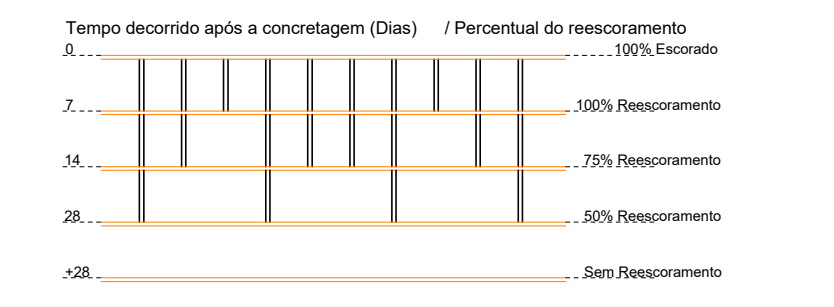 Tempo decorrido após a concretagem (Dias) / Percentual do reescoramento
0 100% Escorado
7 100% Reescoramento
14 75% Reescoramento
28 50% Reescoramento
+28 Sem Reescoramento